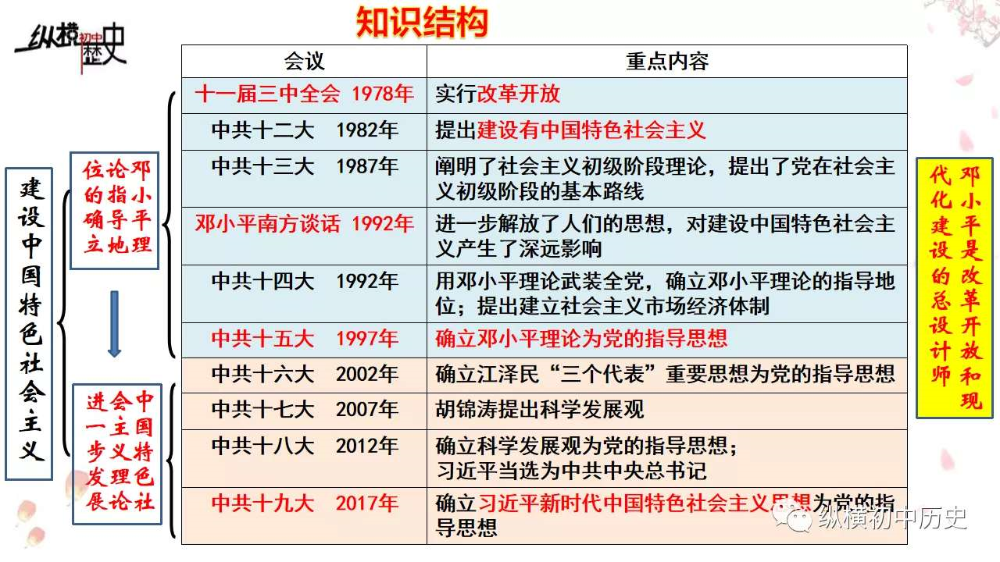 纵横初中歷史
知识结构
会议
重点内容
十一届三中全会 1978年
实行改革开放
中共十二大 1982年
提出建设有中国特色社会主义
中共十三大 1987年
阐明了社会主义初级阶段理论，提出了党在社会主
义初级阶段的基本路线
邓小平南方谈话 1992年
进一步解放了人们的思想，对建设中国特色社会主
义产生了深远影响
中共十四大 1992年
用邓小平理论武装全党，确立邓小平理论的指导地
位；提出建立社会主义市场经济体制
中共十五大 1997年
确立邓小平理论为党的指导思想
中共十六大 2002年
确立江泽民“三个代表”重要思想为党的指导思想
中共十七大 2007年
胡锦涛提出科学发展观
中共十八大 2012年
确立科学发展观为党的指导思想；
习近平当选为中共中央总书记
中共十九大 2017年
确立习近平新时代中国特色社会主义思想为党的指
导思想
建设中国特色社会主义
邓小平理
论指导地
位的确立
中国特色社
会主义理论
进一步发展
邓小平是改革开放和现
代化建设的总设计师
纵横初中历史